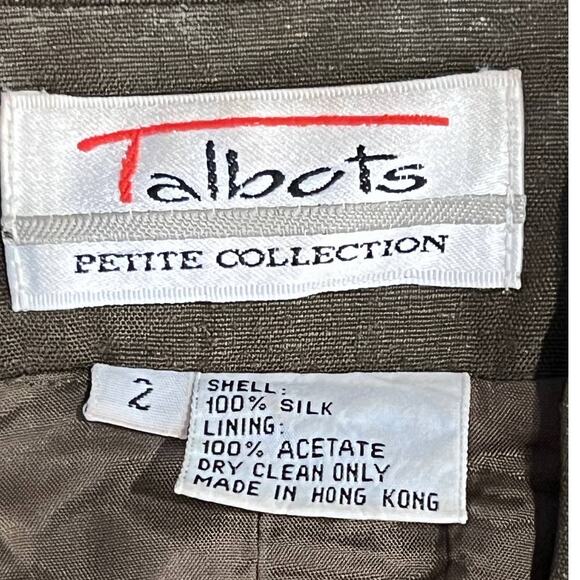 Talbots
PETITE COLLECTION
2
SHELL:
100% SILK
LINING:
100% ACETATE
DRY CLEAN ONLY
MADE IN HONG KONG